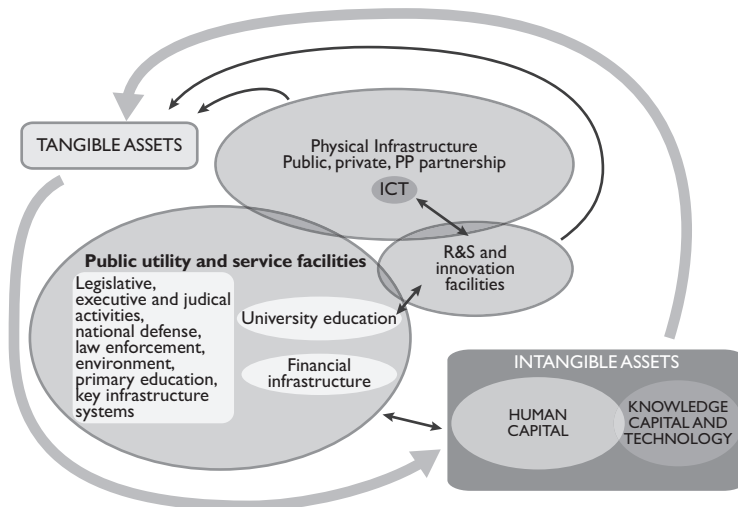 TANGIBLE ASSETS
Physical Infrastructure
Public, private, PP partnership
ICT
R&S and
innovation
facilities
Public utility and service facilities
Legislative,
executive and judical
activities,
national defense,
law enforcement,
environment,
primary education,
key infrastructure
systems
University education
Financial
infrastructure
INTANGIBLE ASSETS
HUMAN
CAPITAL
KNOWLEDGE
CAPITAL AND
TECHNOLOGY